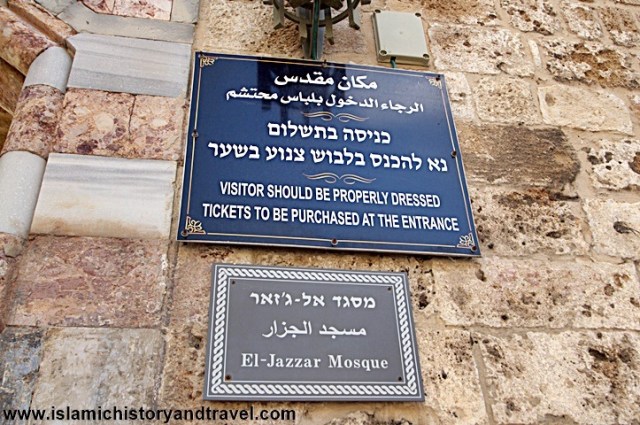 مكان مقدس
الرجاء الدخول بلباس محتشم
כניסה בתשלום
נא להכנס בלבוש צנוע בשער
VISITOR SHOULD BE PROPERLY DRESSED
TICKETS TO BE PURCHASED AT THE ENTRANCE
מסגד אל-ג'זאר
مسجد الجزار
El-Jazzar Mosque
www.islamichistoryandtravel.com